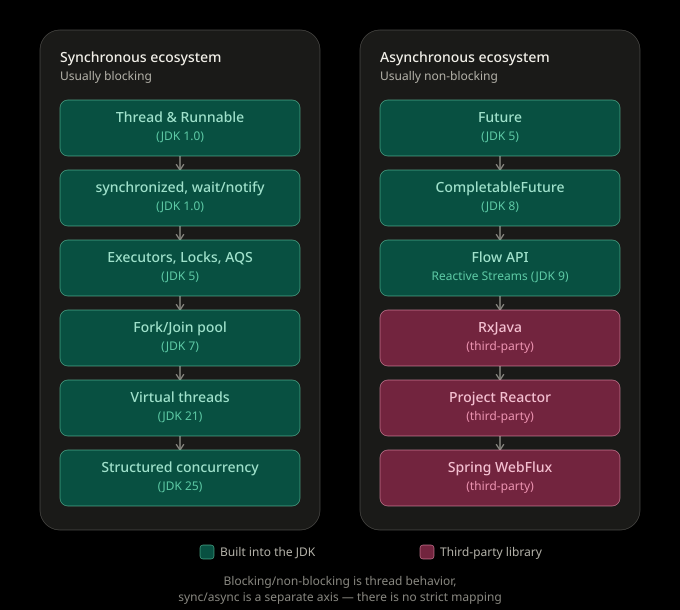 Synchronous ecosystem
Usually blocking
Thread & Runnable
(JDK 1.0)
synchronized, wait/notify
(JDK 1.0)
Executors, Locks, AQS
(JDK 5)
Fork/Join pool
(JDK 7)
Virtual threads
(JDK 21)
Structured concurrency
(JDK 25)
Asynchronous ecosystem
Usually non-blocking
Future
(JDK 5)
CompletableFuture
(JDK 8)
Flow API
Reactive Streams (JDK 9)
RxJava
(third-party)
Project Reactor
(third-party)
Spring WebFlux
(third-party)
Built into the JDK
Third-party library
Blocking/non-blocking is thread behavior,
sync/async is a separate axis — there is no strict mapping